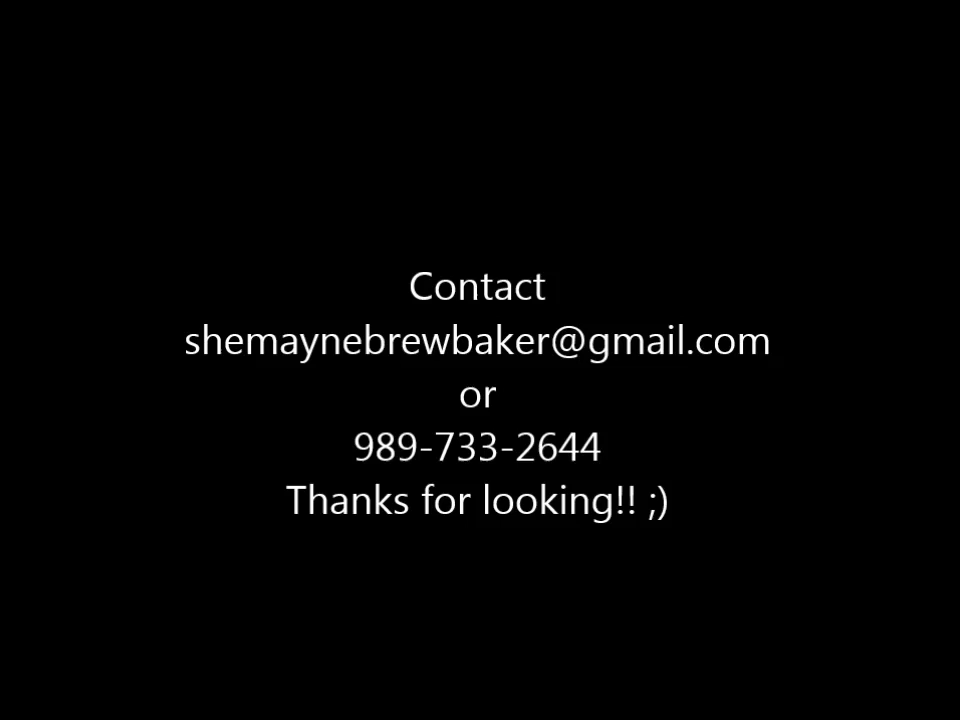 Contact
shemaynebrewbaker@gmail.com
or
989-733-2644
Thanks for looking!! ;)